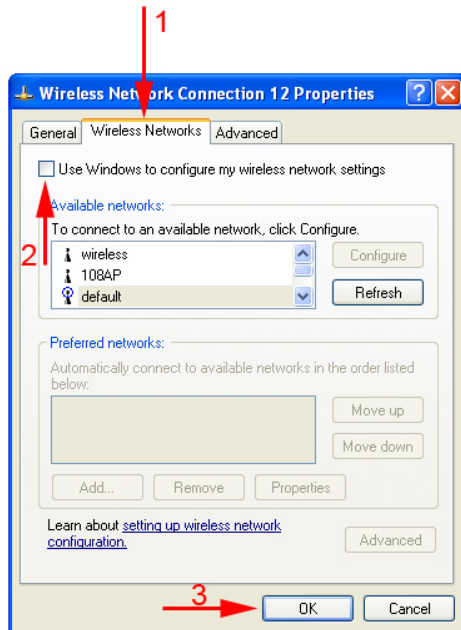 1
Wireless Network Connection 12 Properties
General Wireless Networks Advanced
Use Windows to configure my wireless network settings
2
Available networks:
To connect to an available network, click Configure.
wireless
108AP
default
Configure
Refresh
Preferred networks:
Automatically connect to available networks in the order listed
below:
Move up
Move down
Add... Remove Properties
Learn about setting up wireless network
configuration.
Advanced
3
OK Cancel